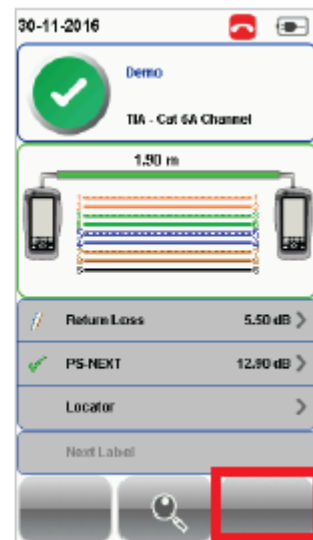 30-11-2016
Demo
TIA - Cat 6A Channel
1.90 m
Return Loss 5.50 dB
PS-NEXT 12.90 dB
Locator
Next Label